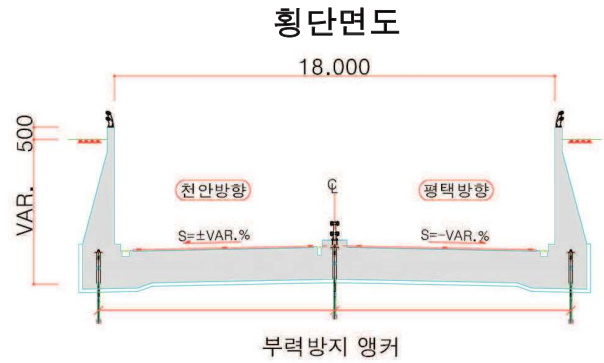 횡단면도
18.000
500
VAR.
천안방향
℄
평택방향
S=±VAR.%
S=-VAR.%
부력방지 앵커